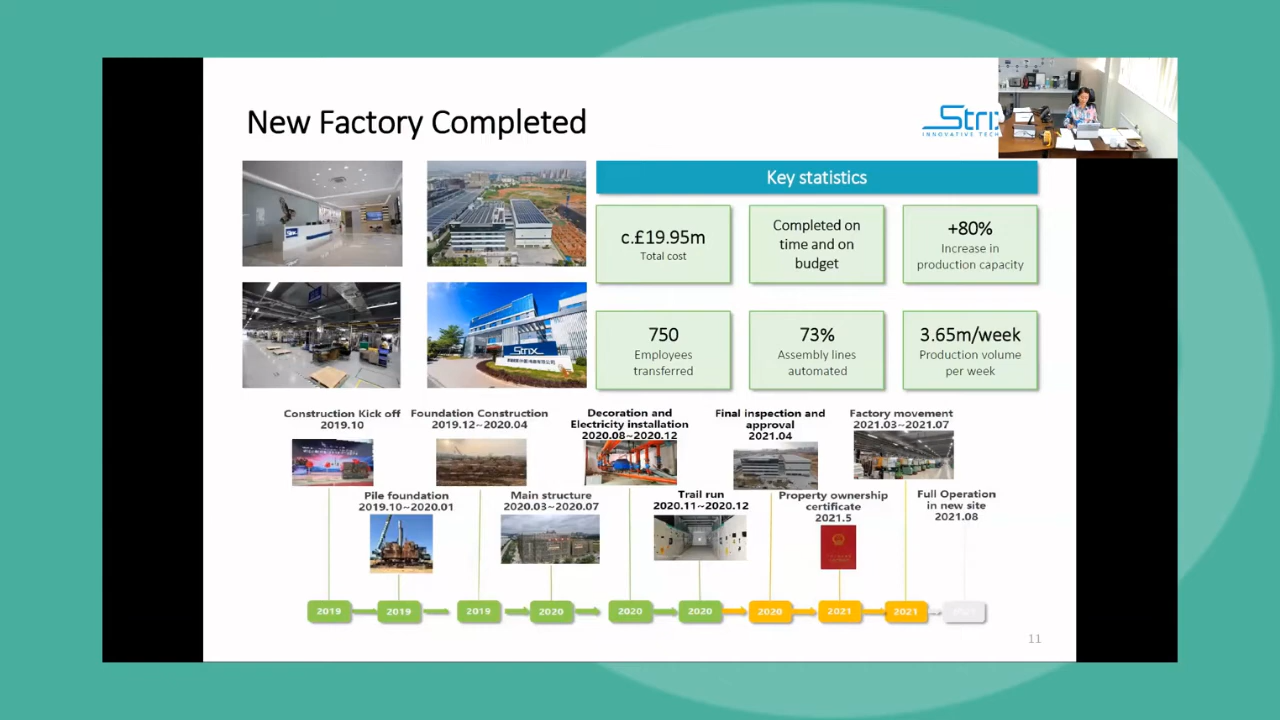 New Factory Completed
Strix
INNOVATIVE TECH
Key statistics
c.£19.95m
Total cost
Completed on
time and on
budget
+80%
Increase in
production capacity
750
Employees
transferred
73%
Assembly lines
automated
3.65m/week
Production volume
per week
Strix
Construction Kick off
2019.10
Foundation Construction
2019.12~2020.04
Decoration and
Electricity installation
2020.08~2020.12
Final inspection and
approval
2021.04
Factory movement
2021.03~2021.07
Pile foundation
2019.10~2020.01
Main structure
2020.03~2020.07
Trail run
2020.11~2020.12
Property ownership
certificate
2021.5
Full Operation
in new site
2021.08
2019 2019 2019 2020 2020 2020 2020 2021 2021
11